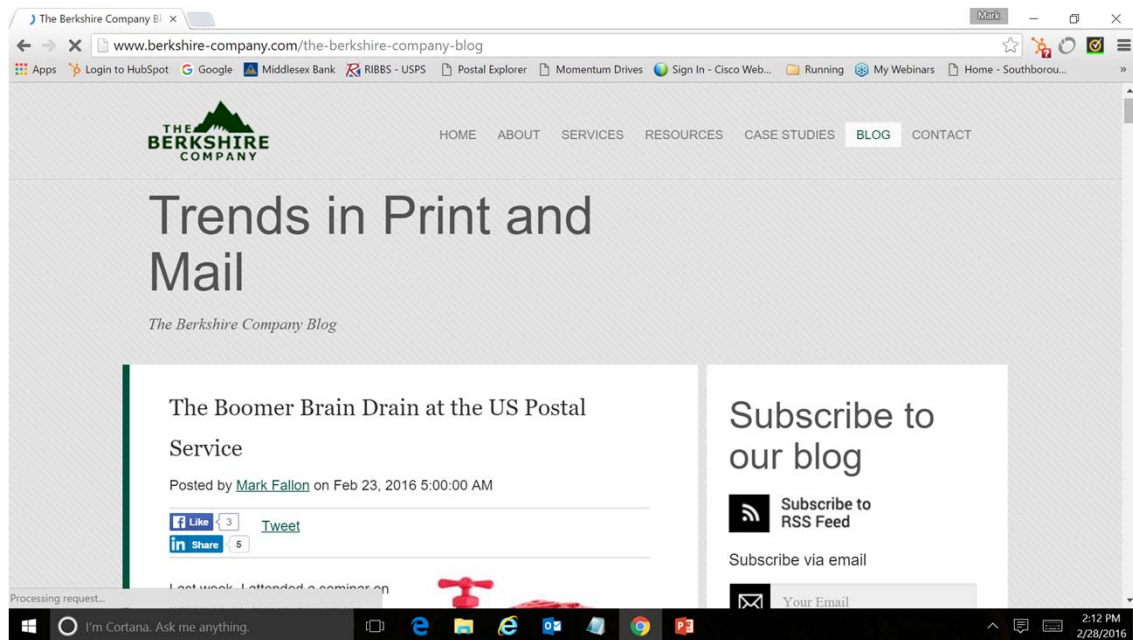 The Berkshire Company Bl
Mark
www.berkshire-company.com/the-berkshire-company-blog
Apps Login to HubSpot Google Middlesex Bank RIBBS - USPS Postal Explorer Momentum Drives Sign In - Cisco Web... Running My Webinars Home - Southborou... »
THE BERKSHIRE COMPANY
HOME ABOUT SERVICES RESOURCES CASE STUDIES BLOG CONTACT
Trends in Print and
Mail
The Berkshire Company Blog
The Boomer Brain Drain at the US Postal
Service
Posted by Mark Fallon on Feb 23, 2016 5:00:00 AM
Like 3 Tweet
in Share 5
Last week, I attended a seminar on
Subscribe to
our blog
Subscribe to
RSS Feed
Subscribe via email
Your Email
Processing request...
I'm Cortana. Ask me anything.
2:12 PM
2/28/2016